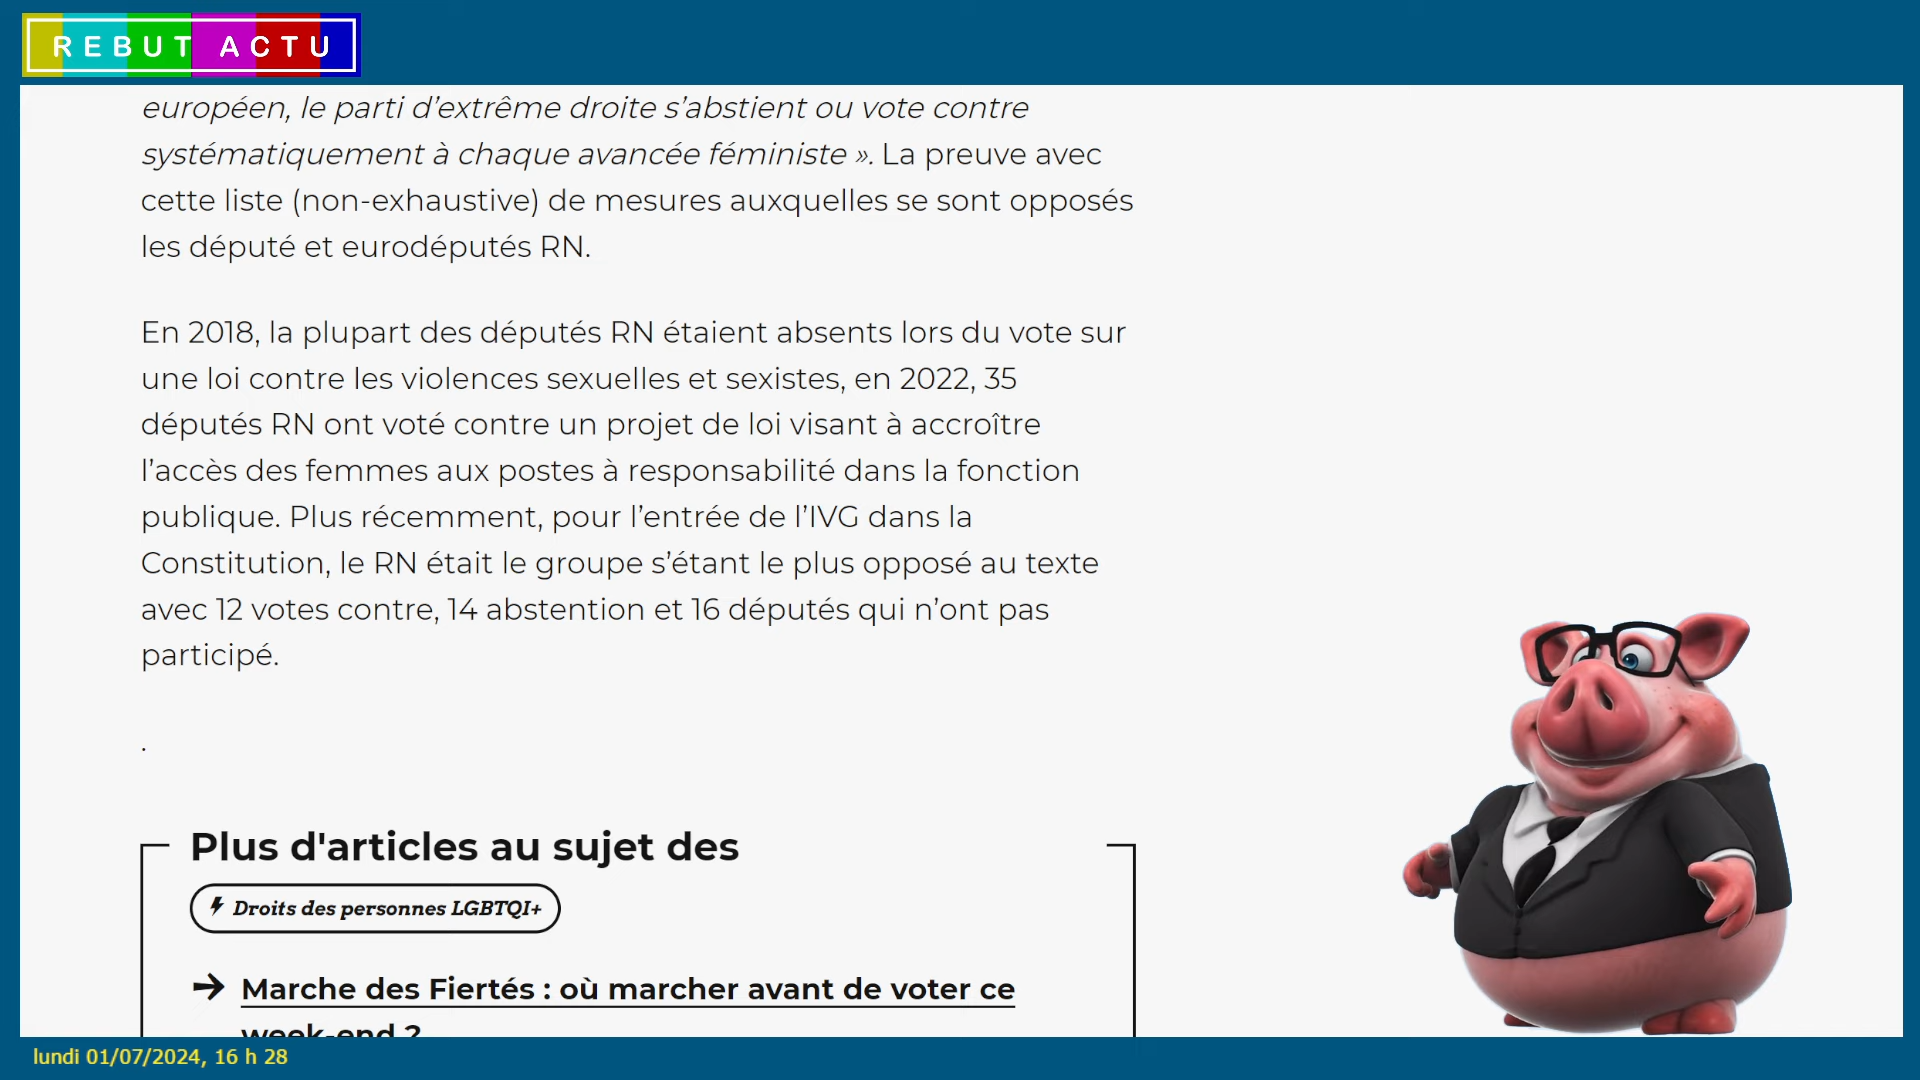 REBUT ACTU
européen, le parti d’extrême droite s’abstient ou vote contre
systématiquement à chaque avancée féministe ». La preuve avec
cette liste (non-exhaustive) de mesures auxquelles se sont opposés
les député et eurodéputés RN.
En 2018, la plupart des députés RN étaient absents lors du vote sur
une loi contre les violences sexuelles et sexistes, en 2022, 35
députés RN ont voté contre un projet de loi visant à accroître
l’accès des femmes aux postes à responsabilité dans la fonction
publique. Plus récemment, pour l’entrée de l’IVG dans la
Constitution, le RN était le groupe s’étant le plus opposé au texte
avec 12 votes contre, 14 abstention et 16 députés qui n’ont pas
participé.
.
Plus d'articles au sujet des
Droits des personnes LGBTQI+
Marche des Fiertés : où marcher avant de voter ce
week-end ?
lundi 01/07/2024, 16 h 28